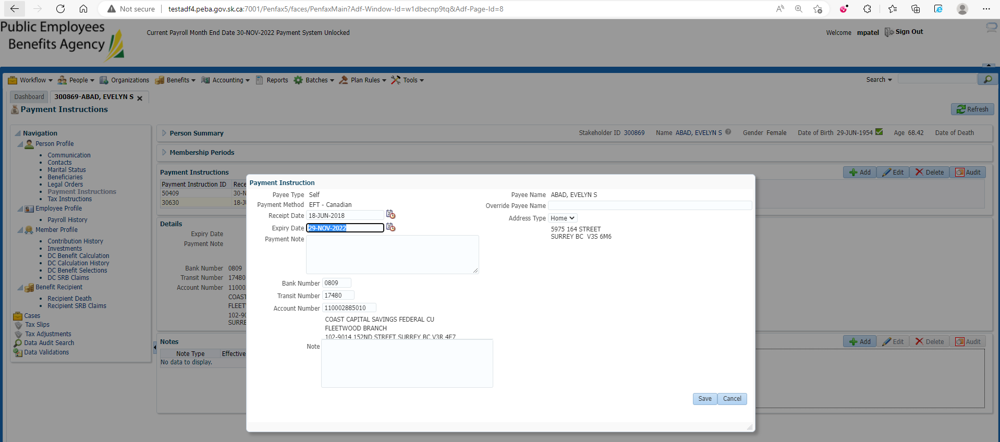 Not secure
testadf4.peba.gov.sk.ca:7001/Penfax5/faces/PenfaxMain?Adf-Window-Id=w1dbecnp9tq&Adf-Page-Id=8
Public Employees
Benefits Agency
Current Payroll Month End Date 30-NOV-2022 Payment System Unlocked
Welcome mpatel Sign Out
Workflow People Organizations Benefits Accounting Reports Batches Plan Rules Tools Search
Dashboard 300869-ABAD, EVELYN S
Payment Instructions
Refresh
Navigation
Person Profile
Communication
Contacts
Marital Status
Beneficiaries
Legal Orders
Payment Instructions
Tax Instructions
Employee Profile
Payroll History
Member Profile
Contribution History
Investments
DC Benefit Calculation
DC Calculation History
DC Benefit Selections
DC SRB Claims
Benefit Recipient
Recipient Death
Recipient SRB Claims
Cases
Tax Slips
Tax Adjustments
Data Audit Search
Data Validations
Person Summary
Stakeholder ID 300869 Name ABAD, EVELYN S Gender Female Date of Birth 29-JUN-1954 Age 68.42 Date of Death
Membership Periods
Payment Instructions
Add Edit Delete Audit
Payment Instruction ID Rece
50409 30-N
30630 18-J
Details
Expiry Date
Payment Note
Bank Number 0809
Transit Number 17480
Account Number 11000
COAST
FLEET
102-90
SURRE
Notes
Add Edit Delete Audit
Note Type Effective
No data to display.
Payment Instruction
Payee Type Self
Payment Method EFT - Canadian
Receipt Date 18-JUN-2018
Expiry Date 29-NOV-2022
Payment Note
Bank Number 0809
Transit Number 17480
Account Number 110002885010
COAST CAPITAL SAVINGS FEDERAL CU
FLEETWOOD BRANCH
102-9014 152ND STREET SURREY BC V3R 4E7
Note
Payee Name ABAD, EVELYN S
Override Payee Name
Address Type Home
5975 164 STREET
SURREY BC V3S 6M6
Save Cancel